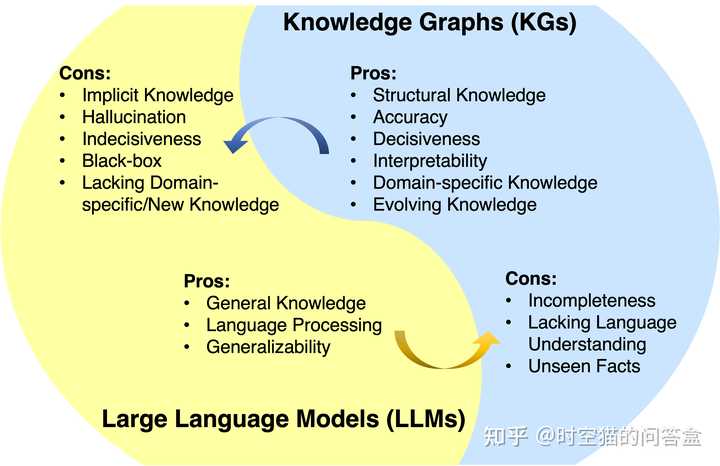 Knowledge Graphs (KGs)
Cons:
• Implicit Knowledge
• Hallucination
• Indecisiveness
• Black-box
• Lacking Domain-
specific/New Knowledge
Pros:
• Structural Knowledge
• Accuracy
• Decisiveness
• Interpretability
• Domain-specific Knowledge
• Evolving Knowledge
Pros:
• General Knowledge
• Language Processing
• Generalizability
Cons:
• Incompleteness
• Lacking Language
Understanding
• Unseen Facts
Large Language Models (LLMs)
知乎 @时空猫的问答盒